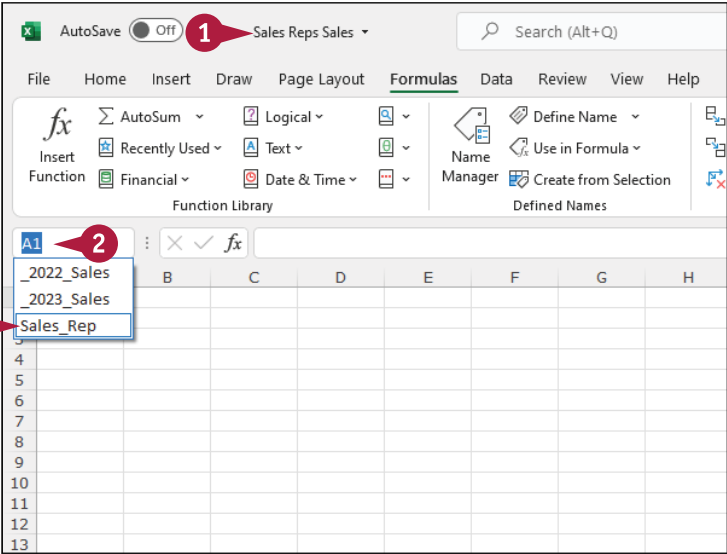 AutoSave Off 1 Sales Reps Sales Search (Alt+Q)
File Home Insert Draw Page Layout Formulas Data Review View Help
fx Insert Function
Σ AutoSum
Recently Used
Financial
? Logical
A Text
Date & Time
θ
Function Library
Name Manager
Define Name
Use in Formula
Create from Selection
Defined Names
A1 2 fx
_2022_Sales
_2023_Sales
Sales_Rep
B C D E F G H
3
4
5
6
7
8
9
10
11
12
13